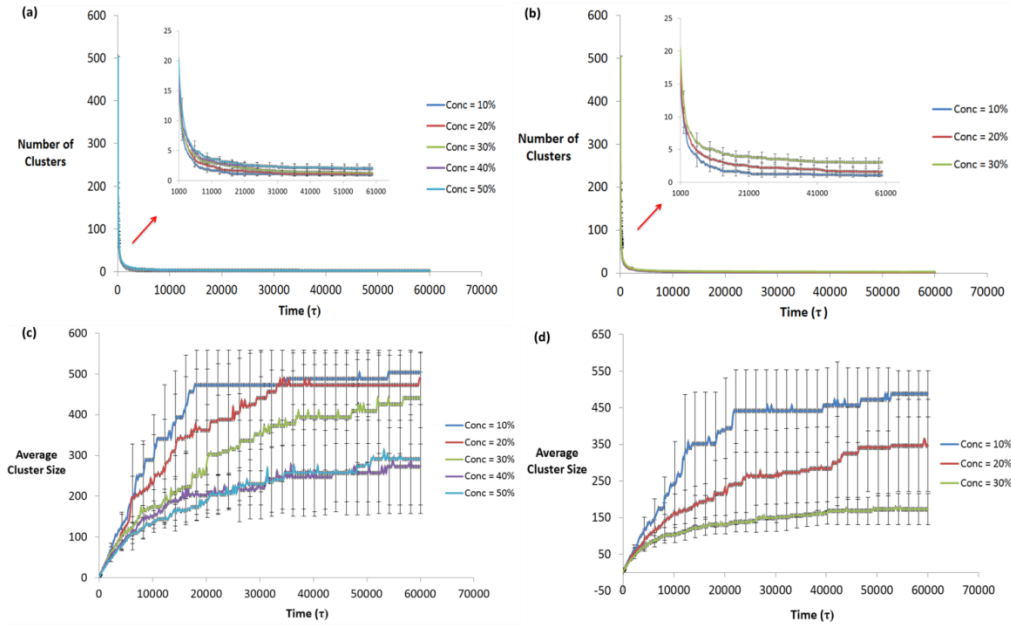 (a)
600
500
400
300
200
100
0
Number of
Clusters
0 10000 20000 30000 40000 50000 60000 70000
Time (τ)
25
20
15
10
5
0
1000 11000 21000 31000 41000 51000 61000
Conc = 10%
Conc = 20%
Conc = 30%
Conc = 40%
Conc = 50%
(b)
600
500
400
300
200
100
0
Number of
Clusters
0 10000 20000 30000 40000 50000 60000 70000
Time (τ )
25
20
15
10
5
0
1000 21000 41000 61000
Conc = 10%
Conc = 20%
Conc = 30%
(c)
600
500
400
300
200
100
0
Average
Cluster Size
0 10000 20000 30000 40000 50000 60000 70000
Time (τ)
Conc = 10%
Conc = 20%
Conc = 30%
Conc = 40%
Conc = 50%
(d)
650
550
450
350
250
150
50
-50
Average
Cluster Size
0 10000 20000 30000 40000 50000 60000 70000
Time (τ)
Conc = 10%
Conc = 20%
Conc = 30%